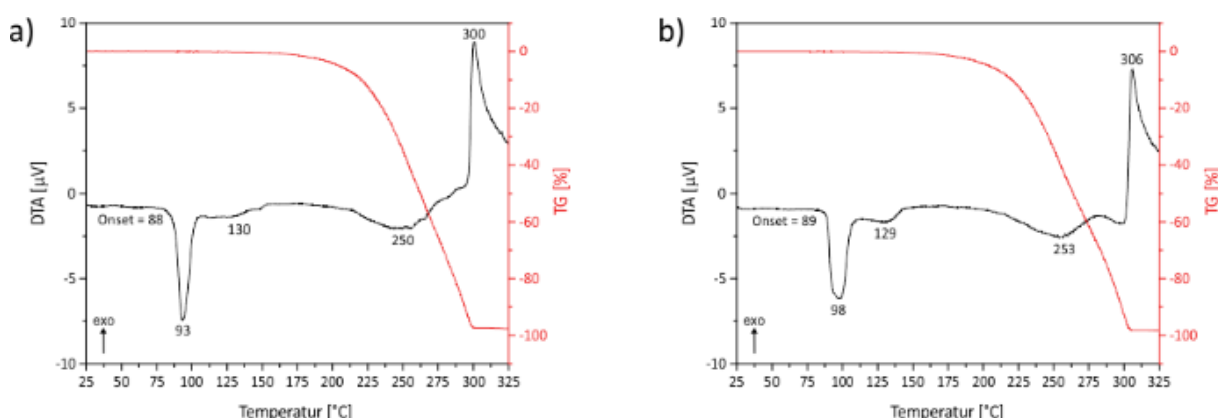 a)
10
5
0
-5
-10
DTA [µV]
300
Onset = 88
130
250
93
exo
0
-20
-40
-60
-80
-100
TG [%]
25 50 75 100 125 150 175 200 225 250 275 300 325
Temperatur [°C]
b)
10
5
0
-5
-10
DTA [µV]
306
Onset = 89
129
253
98
exo
0
-20
-40
-60
-80
-100
TG [%]
25 50 75 100 125 150 175 200 225 250 275 300 325
Temperatur [°C]